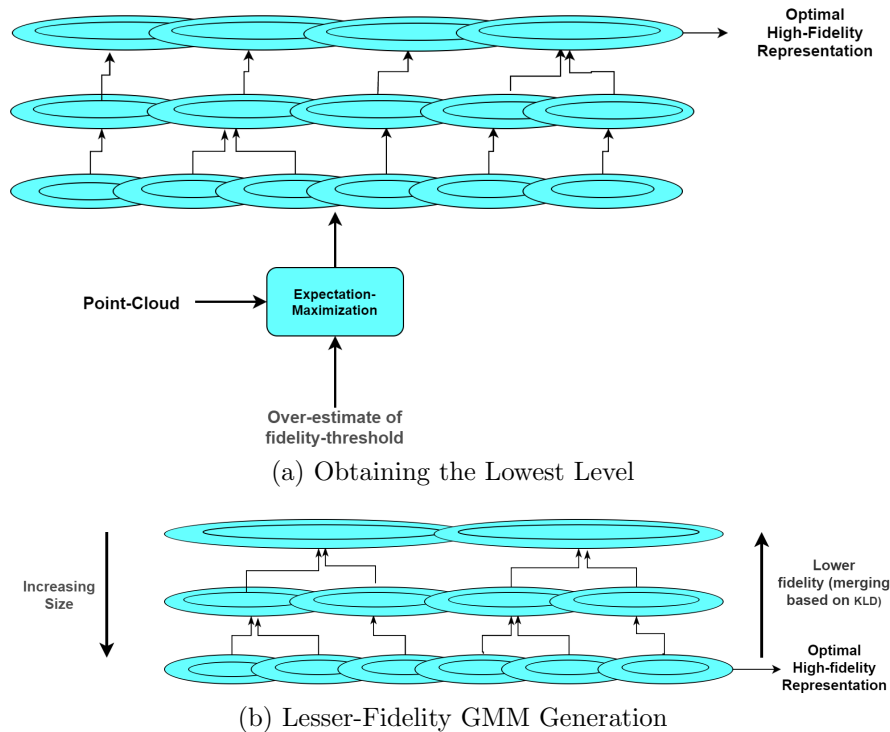 Optimal
High-Fidelity
Representation
Point-Cloud
Expectation-
Maximization
Over-estimate of
fidelity-threshold
(a) Obtaining the Lowest Level
Increasing
Size
Lower
fidelity (merging
based on KLD)
Optimal
High-fidelity
Representation
(b) Lesser-Fidelity GMM Generation